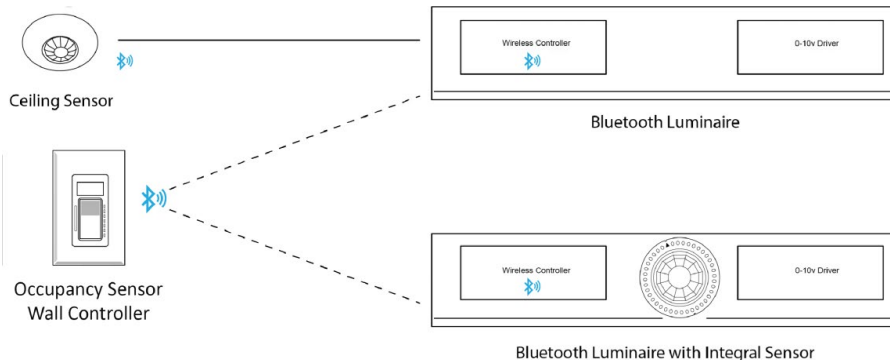 Wireless Controller
0-10v Driver
Ceiling Sensor
Bluetooth Luminaire
Wireless Controller
0-10v Driver
Occupancy Sensor
Wall Controller
Bluetooth Luminaire with Integral Sensor